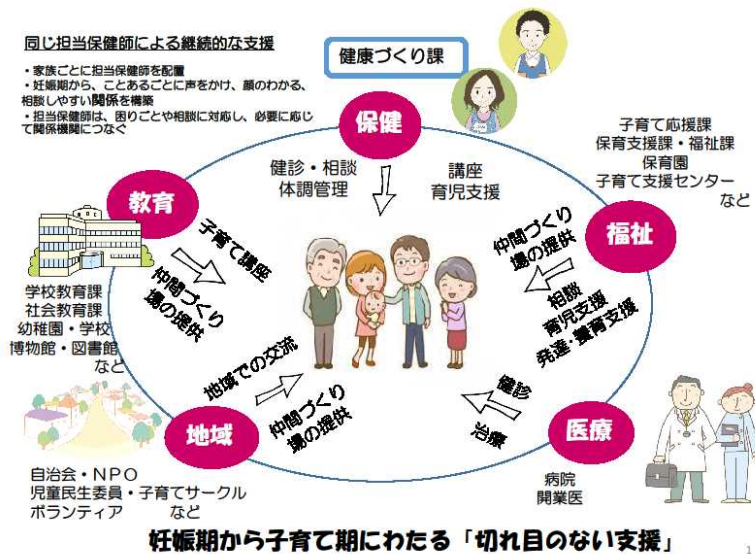 同じ担当保健師による継続的な支援
・家族ごとに担当保健師を配置
・妊娠期から、ことあるごとに声をかけ、顔のわかる、
相談しやすい関係を構築
・担当保健師は、困りごとや相談に対応し、必要に応じ
て関係機関につなぐ
健康づくり課
保健
健診・相談
体調管理
講座
育児支援
子育て応援課
保育支援課・福祉課
保育園
子育て支援センター
など
福祉
仲間づくり
場の提供
相談
育児支援
発達・養育支援
教育
子育て講座
仲間づくり
場の提供
学校教育課
社会教育課
幼稚園・学校
博物館・図書館
など
地域での交流
仲間づくり
場の提供
地域
自治会・NPO
児童民生委員・子育てサークル
ボランティア など
健診
治療
医療
病院
開業医
妊娠期から子育て期にわたる「切れ目のない支援」
1